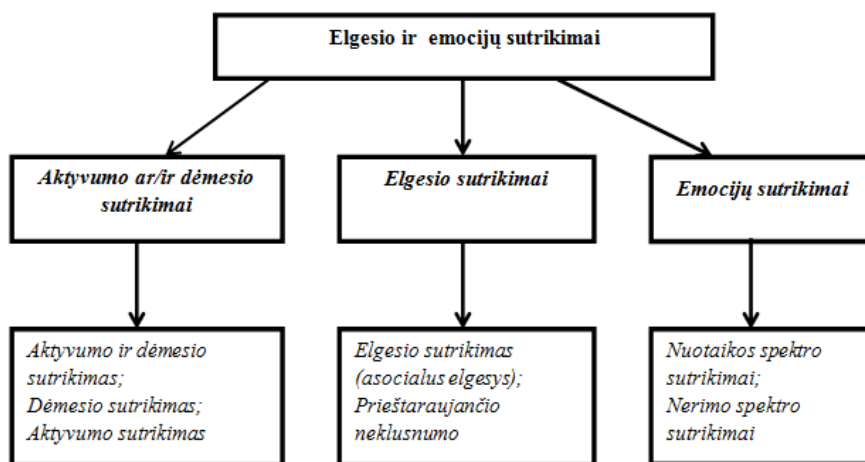 Elgesio ir emocijų sutrikimai
Aktyvumo ar/ir dėmesio
sutrikimai
Elgesio sutrikimai
Emocijų sutrikimai
Aktyvumo ir dėmesio
sutrikimas;
Dėmesio sutrikimas;
Aktyvumo sutrikimas
Elgesio sutrikimas
(asocialus elgesys);
Prieštaraujančio
neklusnumo
Nuotaikos spektro
sutrikimai;
Nerimo spektro
sutrikimai